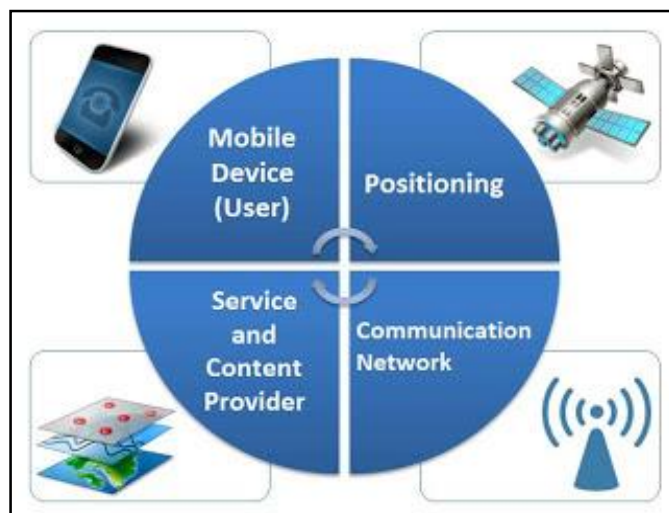 Mobile
Device
(User)
Positioning
Service
and
Content
Provider
Communication
Network